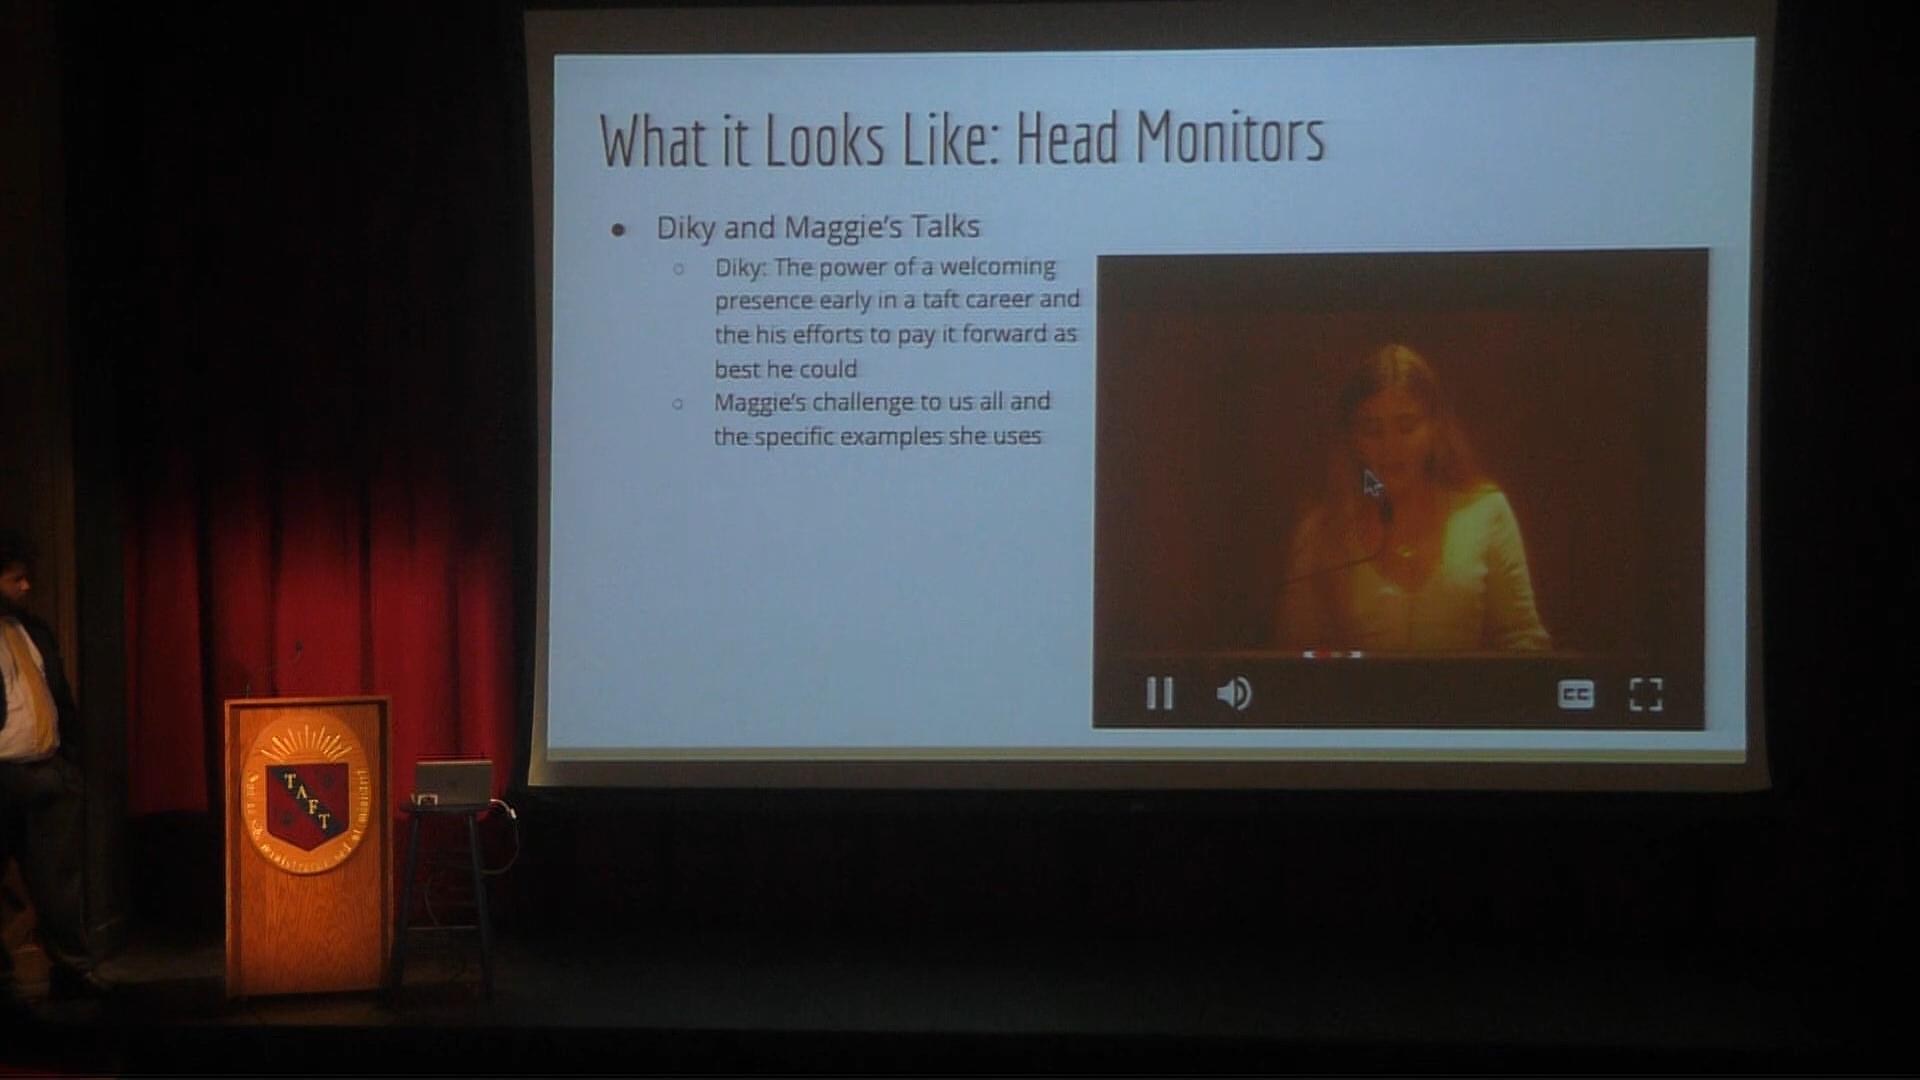 What it Looks Like: Head Monitors
● Diky and Maggie's Talks
○ Diky: The power of a welcoming
presence early in a taft career and
the his efforts to pay it forward as
best he could
○ Maggie's challenge to us all and
the specific examples she uses
CC
TAFT